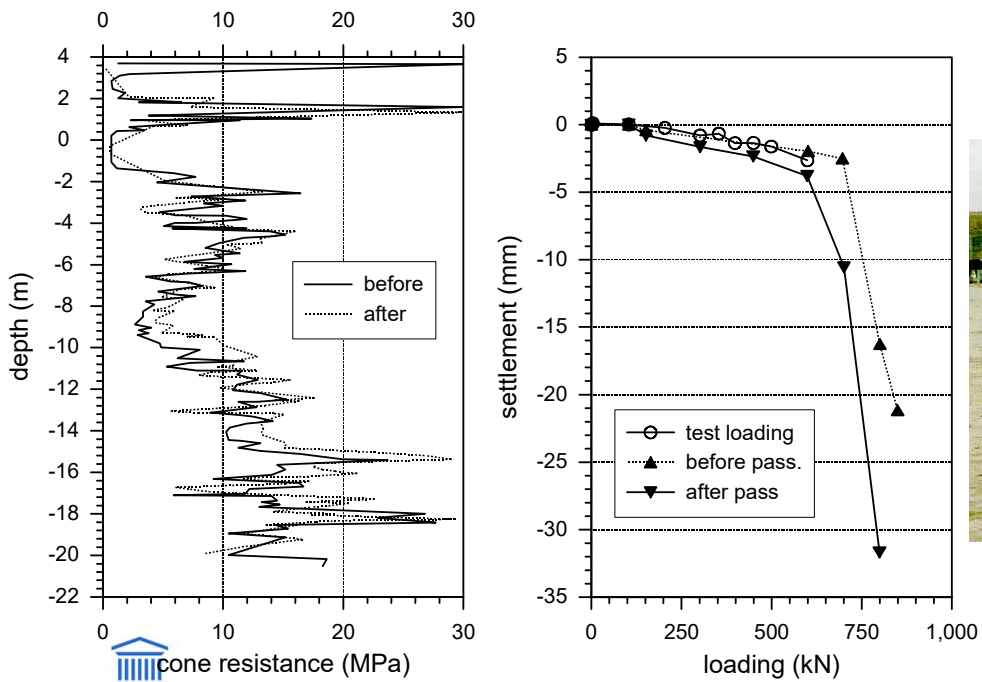 0 10 20 30
4
2
0
-2
-4
-6
-8
-10
-12
-14
-16
-18
-20
-22
depth (m)
before
after
0 10 20 30
cone resistance (MPa)
5
0
-5
-10
-15
-20
-25
-30
-35
settlement (mm)
test loading
before pass.
after pass
0 250 500 750 1,000
loading (kN)